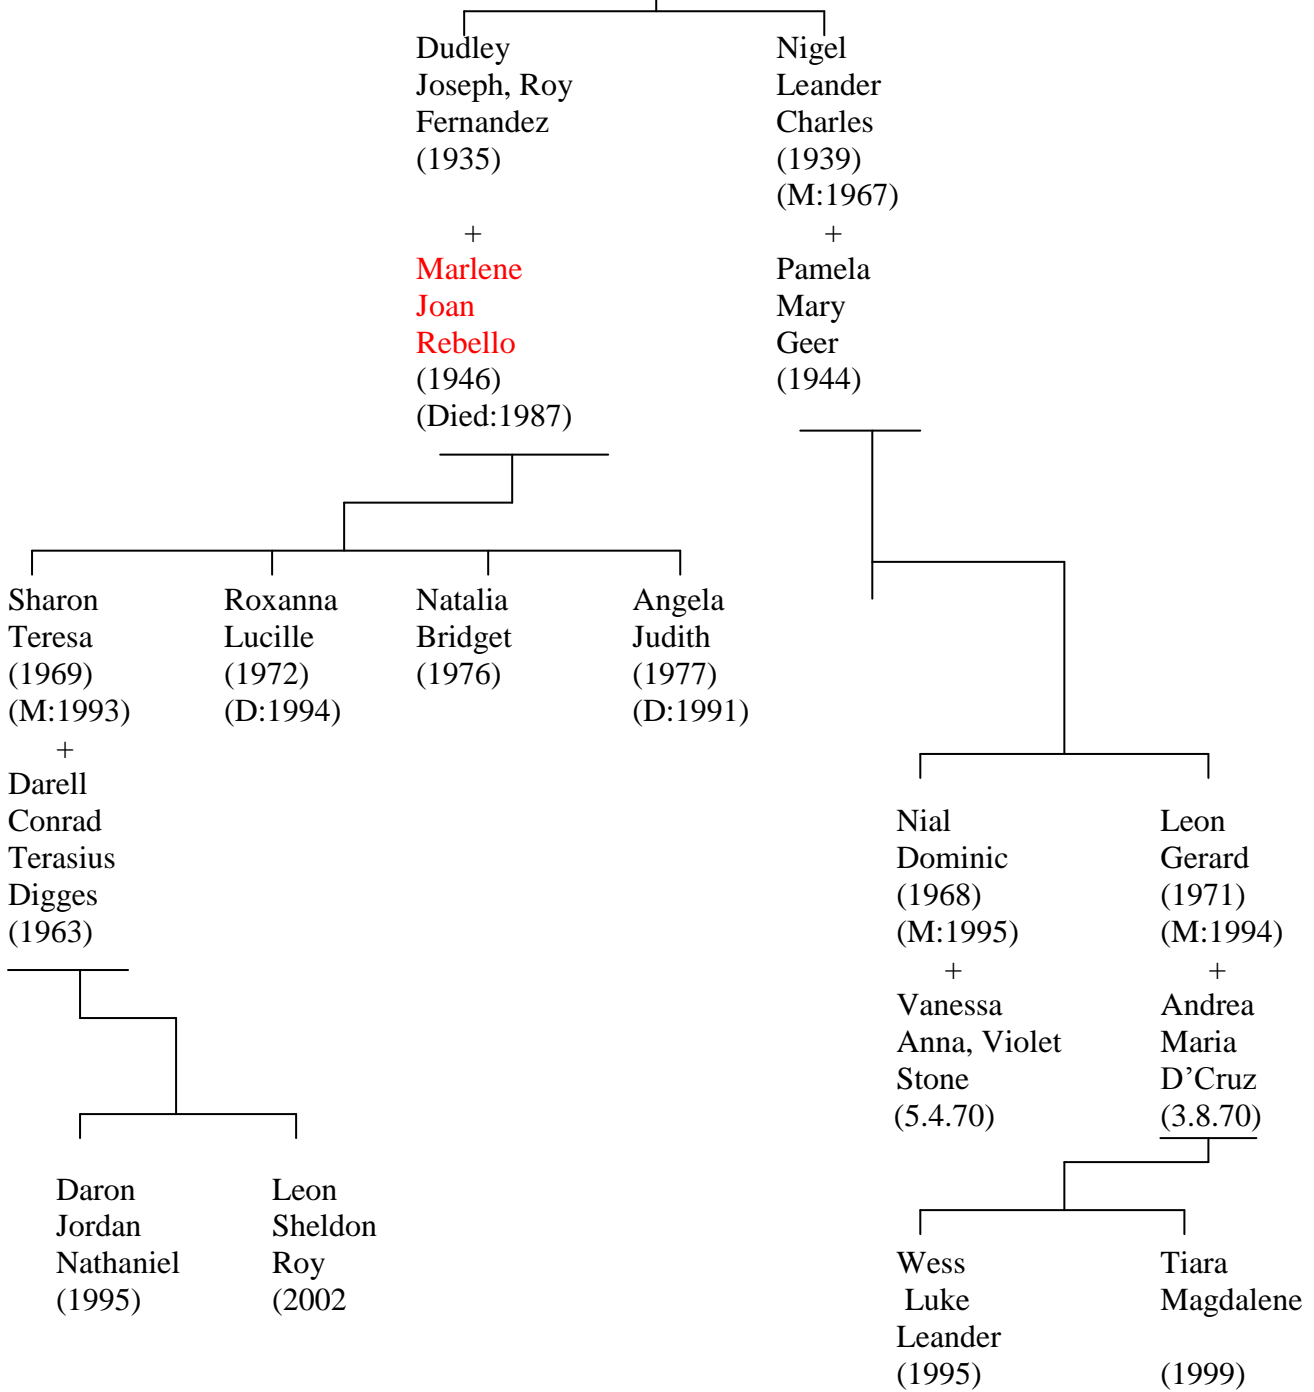 Dudley
Joseph, Roy
Fernandez
(1935)
+
Marlene
Joan
Rebello
(1946)
(Died:1987)
Nigel
Leander
Charles
(1939)
(M:1967)
+
Pamela
Mary
Geer
(1944)
Sharon
Teresa
(1969)
(M:1993)
+
Darell
Conrad
Terasius
Digges
(1963)
Roxanna
Lucille
(1972)
(D:1994)
Natalia
Bridget
(1976)
Angela
Judith
(1977)
(D:1991)
Nial
Dominic
(1968)
(M:1995)
+
Vanessa
Anna, Violet
Stone
(5.4.70)
Leon
Gerard
(1971)
(M:1994)
+
Andrea
Maria
D’Cruz
(3.8.70)
Daron
Jordan
Nathaniel
(1995)
Leon
Sheldon
Roy
(2002
Wess
Luke
Leander
(1995)
Tiara
Magdalene
(1999)